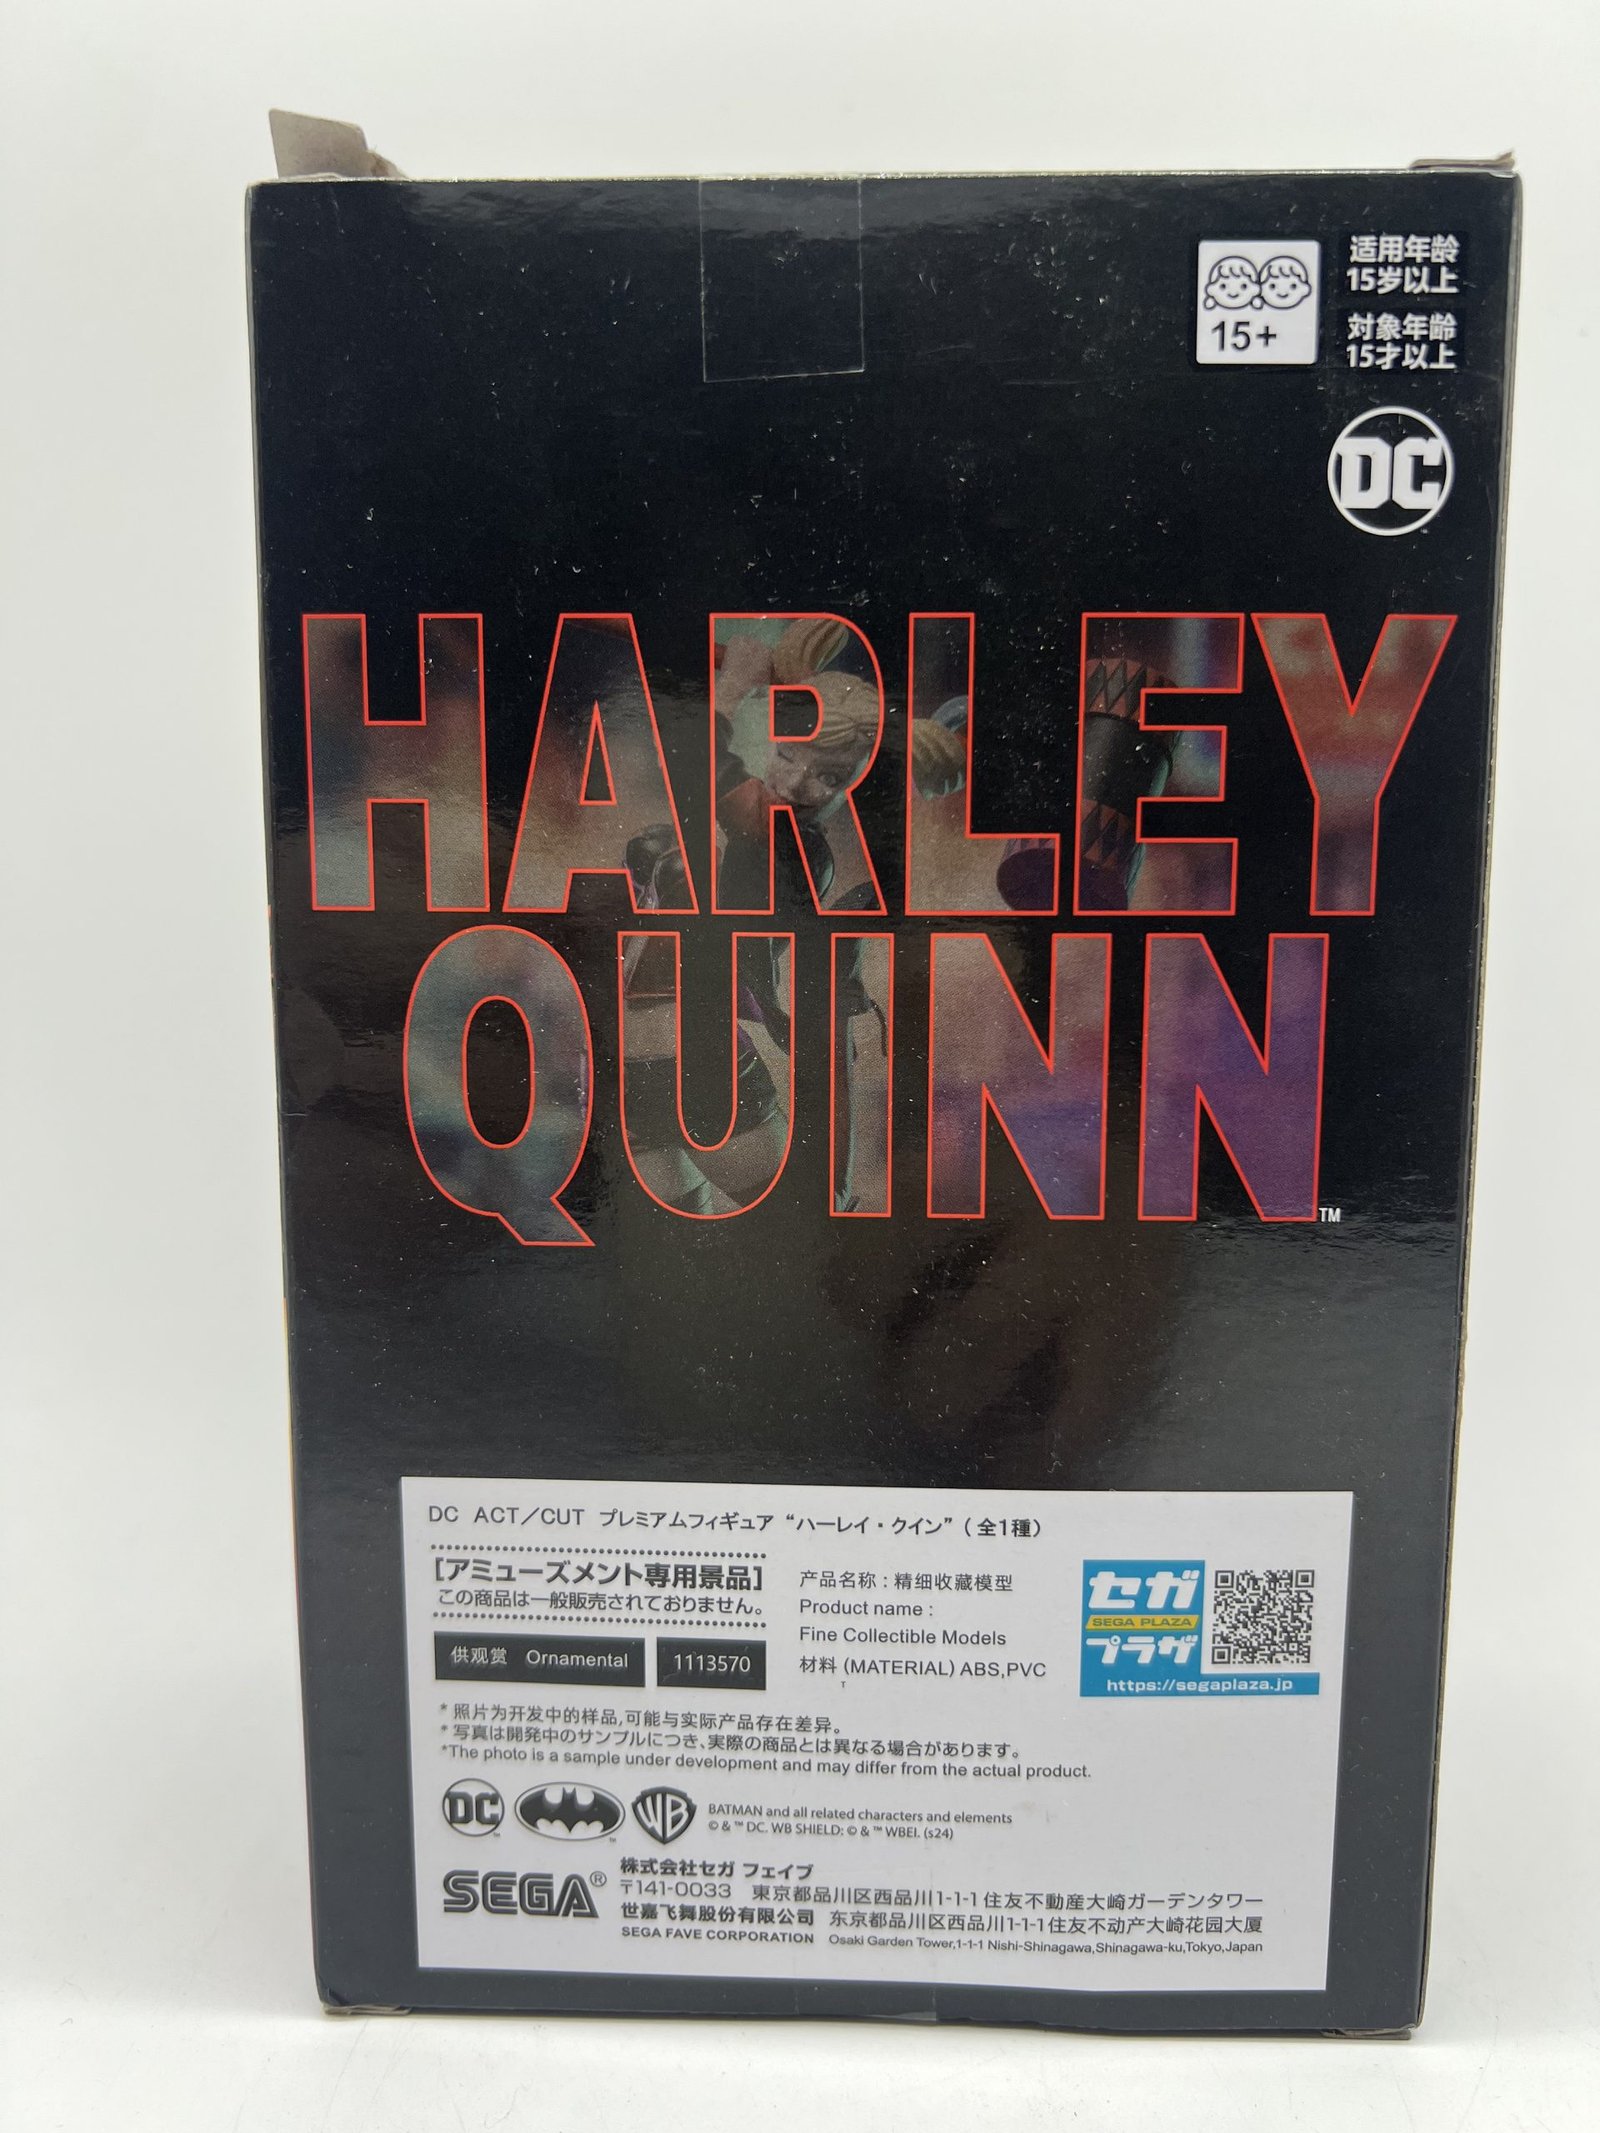 适用年龄
15岁以上
15+
対象年齢
15才以上
DC
HARLEY
QUINN™
DC ACT／CUT プレミアムフィギュア “ハーレイ・クイン”（全1種）
[アミューズメント専用景品]
この商品は一般販売されておりません。
供观赏 Ornamental
1113570
产品名称 : 精细收藏模型
Product name :
Fine Collectible Models
材料 (MATERIAL) ABS,PVC
セガ
SEGA PLAZA
プラザ
https://segaplaza.jp
* 照片为开发中的样品,可能与实际产品存在差异。
* 写真は開発中のサンプルにつき、実際の商品とは異なる場合があります。
*The photo is a sample under development and may differ from the actual product.
DC
WB
BATMAN and all related characters and elements
© & ™ DC. WB SHIELD: © & ™ WBEI. (s24)
SEGA®
株式会社セガ フェイブ
〒141-0033 東京都品川区西品川1-1-1 住友不動産大崎ガーデンタワー
世嘉飞舞股份有限公司 东京都品川区西品川1-1-1住友不动产大崎花园大厦
SEGA FAVE CORPORATION Osaki Garden Tower,1-1-1 Nishi-Shinagawa,Shinagawa-ku,Tokyo,Japan